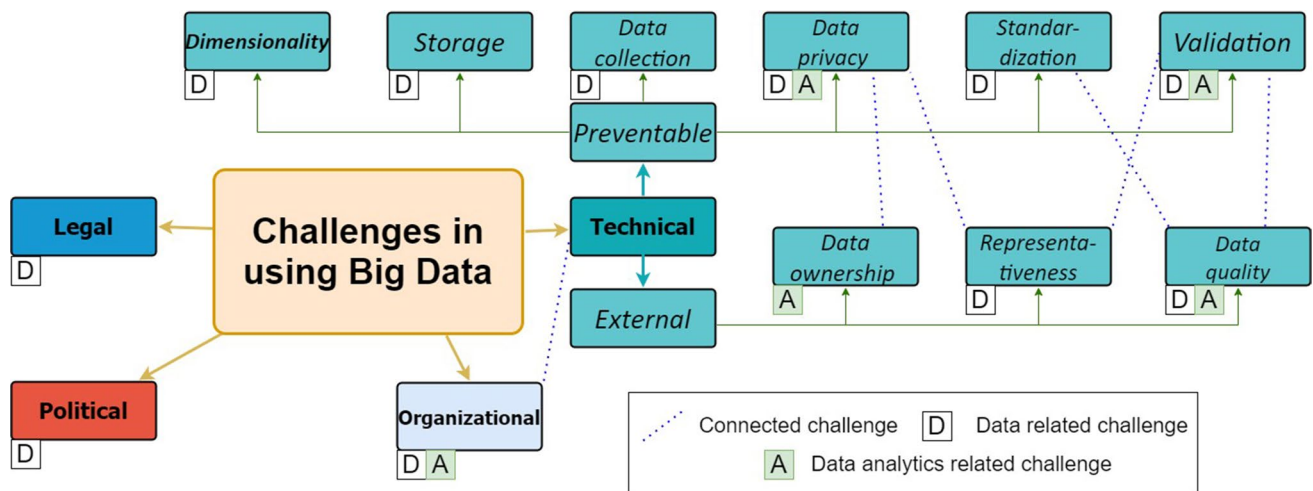 Dimensionality
D
Storage
D
Data
collection
D
Data
privacy
D A
Standar-
dization
D
Validation
D A
Preventable
Challenges in
using Big Data
Legal
D
Technical
Data
ownership
A
Representa-
tiveness
D
Data
quality
D A
External
Political
D
Organizational
D A
Connected challenge
D Data related challenge
A Data analytics related challenge